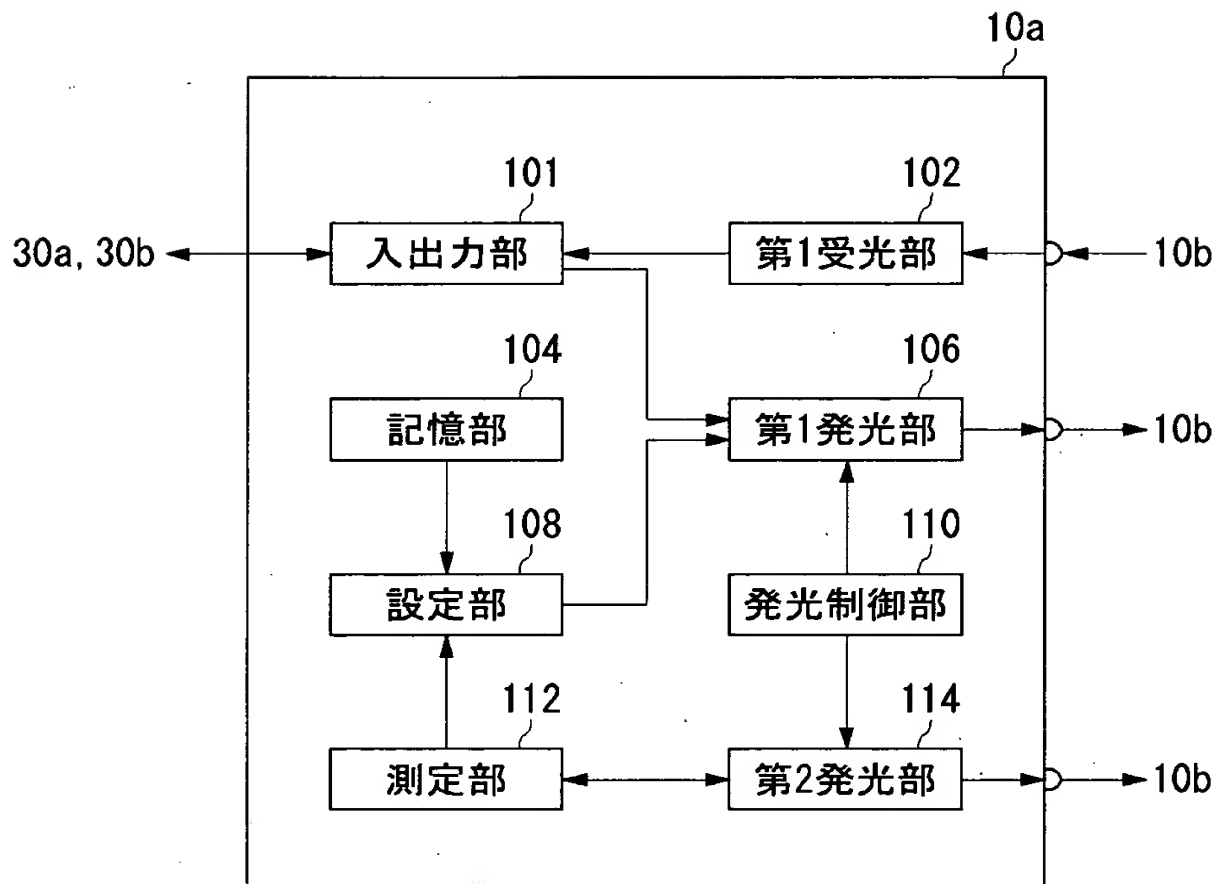 10a
101
102
30a, 30b
入出力部
第1受光部
10b
104
106
記憶部
第1発光部
10b
108
110
設定部
発光制御部
112
114
測定部
第2発光部
10b